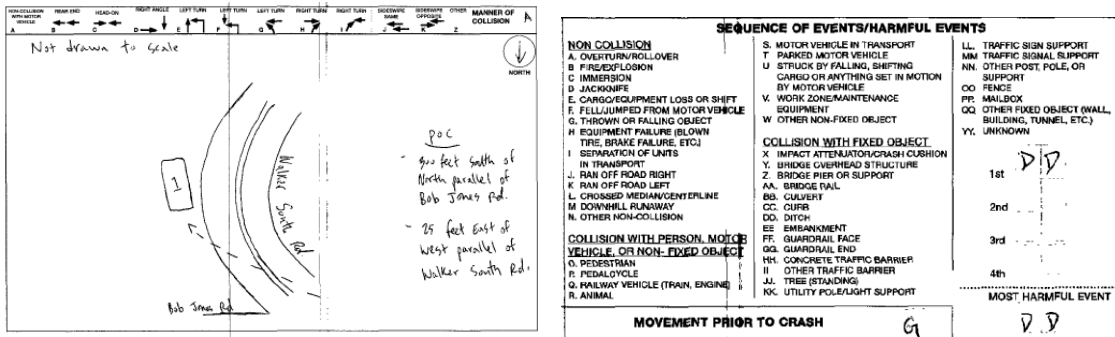 NON-COLLISION WITH MOTOR VEHICLE
REAR END
HEAD-ON
RIGHT ANGLE
LEFT TURN
LEFT TURN
LEFT TURN
RIGHT TURN
RIGHT TURN
SIDESWIPE SAME
SIDESWIPE OPPOSITE
OTHER
MANNER OF COLLISION
A
A B C D E F G H I J K Z
Not drawn to scale
NORTH
1
Walker South Rd
Bob Jones Rd
POC
- 300 feet South of
North parallel of
Bob Jones Rd.
- 25 feet East of
West parallel of
Walker South Rd.
SEQUENCE OF EVENTS/HARMFUL EVENTS
NON COLLISION
A. OVERTURN/ROLLOVER
B FIRE/EXPLOSION
C IMMERSION
D JACKKNIFE
E. CARGO/EQUIPMENT LOSS OR SHIFT
F. FELL/JUMPED FROM MOTOR VEHICLE
G. THROWN OR FALLING OBJECT
H EQUIPMENT FAILURE (BLOWN
TIRE, BRAKE FAILURE, ETC.)
I SEPARATION OF UNITS
IN TRANSPORT
J. RAN OFF ROAD RIGHT
K RAN OFF ROAD LEFT
L. CROSSED MEDIAN/CENTERLINE
M DOWNHILL RUNAWAY
N. OTHER NON-COLLISION
COLLISION WITH PERSON, MOTOR
VEHICLE, OR NON- FIXED OBJECT
O. PEDESTRIAN
P. PEDALCYCLE
Q. RAILWAY VEHICLE (TRAIN, ENGINE)
R. ANIMAL
S. MOTOR VEHICLE IN TRANSPORT
T PARKED MOTOR VEHICLE
U STRUCK BY FALLING, SHIFTING
CARGO OR ANYTHING SET IN MOTION
BY MOTOR VEHICLE
V. WORK ZONE/MAINTENANCE
EQUIPMENT
W OTHER NON-FIXED OBJECT
COLLISION WITH FIXED OBJECT
X IMPACT ATTENUATOR/CRASH CUSHION
Y. BRIDGE OVERHEAD STRUCTURE
Z. BRIDGE PIER OR SUPPORT
AA. BRIDGE RAIL
BB. CULVERT
CC. CURB
DD. DITCH
EE EMBANKMENT
FF. GUARDRAIL FACE
GG. GUARDRAIL END
HH. CONCRETE TRAFFIC BARRIER
II OTHER TRAFFIC BARRIER
JJ. TREE (STANDING)
KK. UTILITY POLE/LIGHT SUPPORT
LL. TRAFFIC SIGN SUPPORT
MM TRAFFIC SIGNAL SUPPORT
NN. OTHER POST, POLE, OR
SUPPORT
OO FENCE
PP. MAILBOX
QQ OTHER FIXED OBJECT (WALL,
BUILDING, TUNNEL, ETC.)
YY. UNKNOWN
1st DD
2nd
3rd
4th
MOST HARMFUL EVENT
DD
MOVEMENT PRIOR TO CRASH G